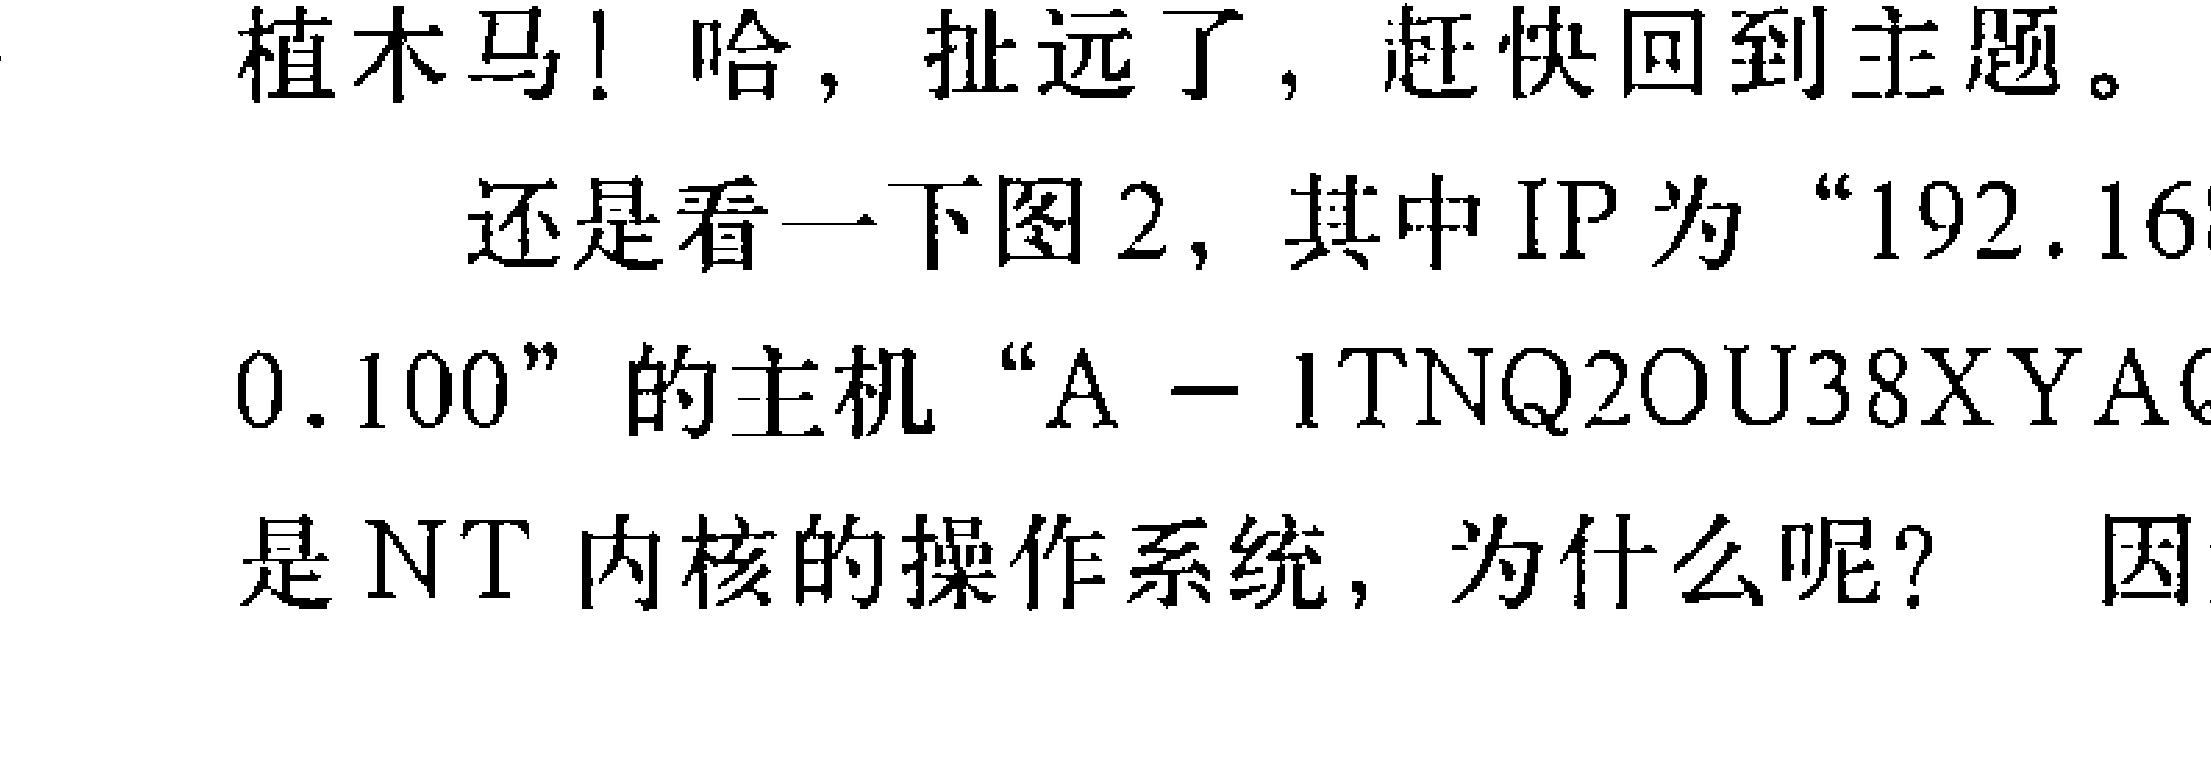 植木马！哈，扯远了，赶快回到主题。
还是看一下图2，其中IP为“192.16
0.100”的主机“A－1TNQ2OU38XYA
是NT内核的操作系统，为什么呢？ 因